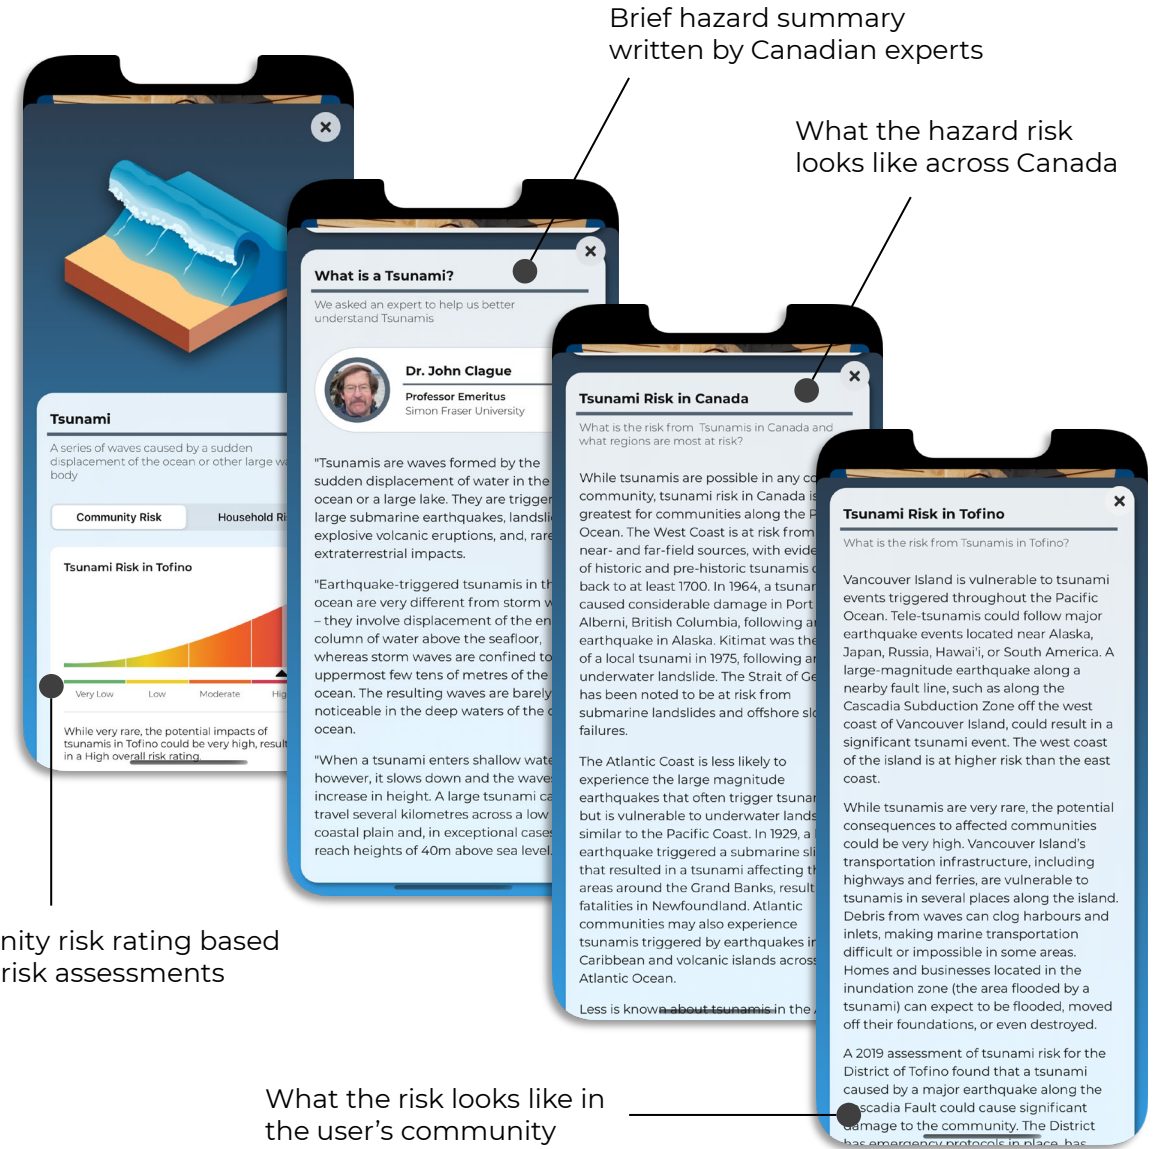 Brief hazard summary
written by Canadian experts
What the hazard risk
looks like across Canada
Tsunami
A series of waves caused by a sudden
displacement of the ocean or other large
body
Community Risk
Household
Tsunami Risk in Tofino
Very Low
Low
Moderate
While very rare, the potential impacts of
tsunamis in Tofino could be very high,
in a High overall risk rating.
nity risk rating based
risk assessments
What is a Tsunami?
We asked an expert to help us better
understand Tsunamis
Dr. John Clague
Professor Emeritus
Simon Fraser University
"Tsunamis are waves formed by the
sudden displacement of water in the
ocean or a large lake. They are
large submarine earthquakes,
explosive volcanic eruptions, and,
extraterrestrial impacts.
"Earthquake-triggered tsunamis in
ocean are very different from storm
– they involve displacement of the
column of water above the seafloor,
whereas storm waves are confined to
uppermost few tens of metres of the
ocean. The resulting waves are barely
noticeable in the deep waters of the
ocean.
"When a tsunami enters shallow
however, it slows down and the
increase in height. A large tsunami
travel several kilometres across a low
coastal plain and, in exceptional
reach heights of 40m above sea level.
Tsunami Risk in Canada
What is the risk from Tsunamis in Canada and
what regions are most at risk?
While tsunamis are possible in any
community, tsunami risk in Canada
greatest for communities along the
Ocean. The West Coast is at risk from
near- and far-field sources, with
of historic and pre-historic tsunamis
back to at least 1700. In 1964, a
caused considerable damage in Port
Alberni, British Columbia, following
earthquake in Alaska. Kitimat was the
of a local tsunami in 1975, following
underwater landslide. The Strait of
has been noted to be at risk from
submarine landslides and offshore
failures.
The Atlantic Coast is less likely to
experience the large magnitude
earthquakes that often trigger
but is vulnerable to underwater
similar to the Pacific Coast. In 1929, a
earthquake triggered a submarine
that resulted in a tsunami affecting
areas around the Grand Banks,
fatalities in Newfoundland. Atlantic
communities may also experience
tsunamis triggered by earthquakes
Caribbean and volcanic islands
Atlantic Ocean.
Less is known about tsunamis in the
Tsunami Risk in Tofino
What is the risk from Tsunamis in Tofino?
Vancouver Island is vulnerable to tsunami
events triggered throughout the Pacific
Ocean. Tele-tsunamis could follow major
earthquake events located near Alaska,
Japan, Russia, Hawai'i, or South America. A
large-magnitude earthquake along a
nearby fault line, such as along the
Cascadia Subduction Zone off the west
coast of Vancouver Island, could result in a
significant tsunami event. The west coast
of the island is at higher risk than the east
coast.
While tsunamis are very rare, the potential
consequences to affected communities
could be very high. Vancouver Island's
transportation infrastructure, including
highways and ferries, are vulnerable to
tsunamis in several places along the island.
Debris from waves can clog harbours and
inlets, making marine transportation
difficult or impossible in some areas.
Homes and businesses located in the
inundation zone (the area flooded by a
tsunami) can expect to be flooded, moved
off their foundations, or even destroyed.
A 2019 assessment of tsunami risk for the
District of Tofino found that a tsunami
caused by a major earthquake along the
scadia Fault could cause significant
damage to the community. The District
has emergency protocols in place, has
What the risk looks like in
the user's community